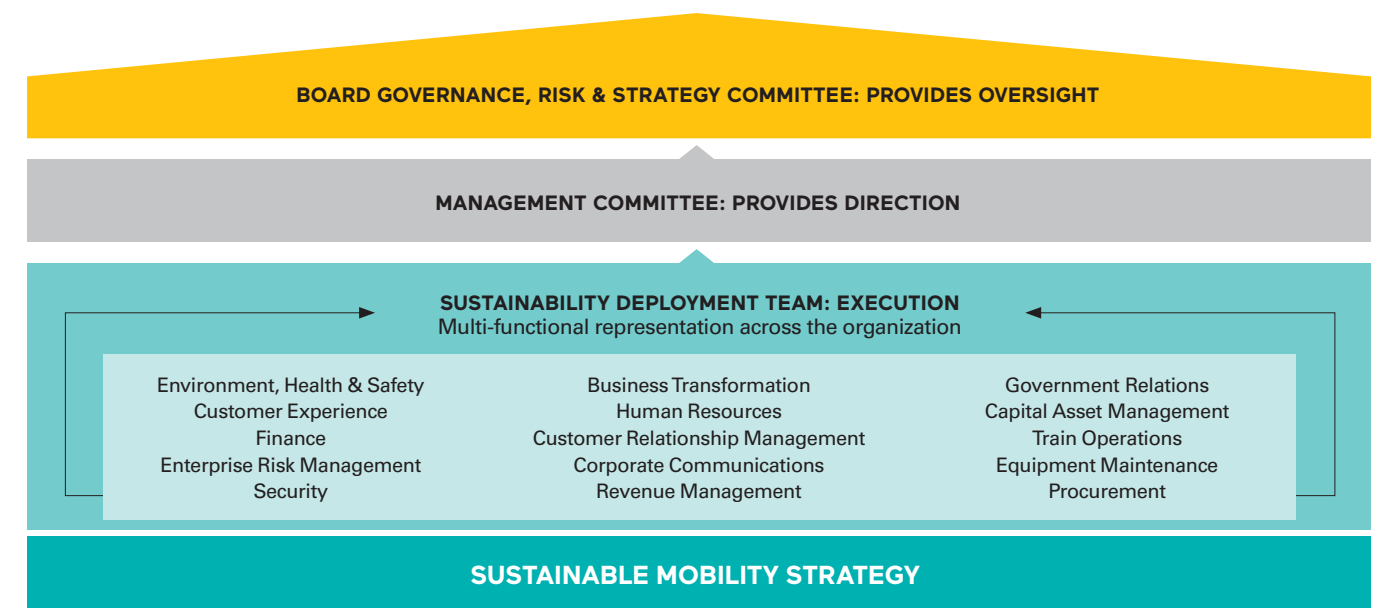 BOARD GOVERNANCE, RISK & STRATEGY COMMITTEE: PROVIDES OVERSIGHT
MANAGEMENT COMMITTEE: PROVIDES DIRECTION
SUSTAINABILITY DEPLOYMENT TEAM: EXECUTION
Multi-functional representation across the organization
Environment, Health & Safety
Customer Experience
Finance
Enterprise Risk Management
Security
Business Transformation
Human Resources
Customer Relationship Management
Corporate Communications
Revenue Management
Government Relations
Capital Asset Management
Train Operations
Equipment Maintenance
Procurement
SUSTAINABLE MOBILITY STRATEGY